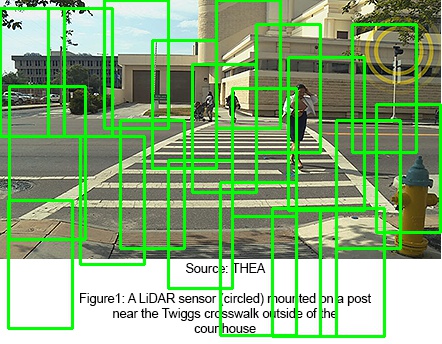 Source: THEA
Figure1: A LiDAR sensor (circled) mounted on a post
near the Twiggs crosswalk outside of the
courthouse